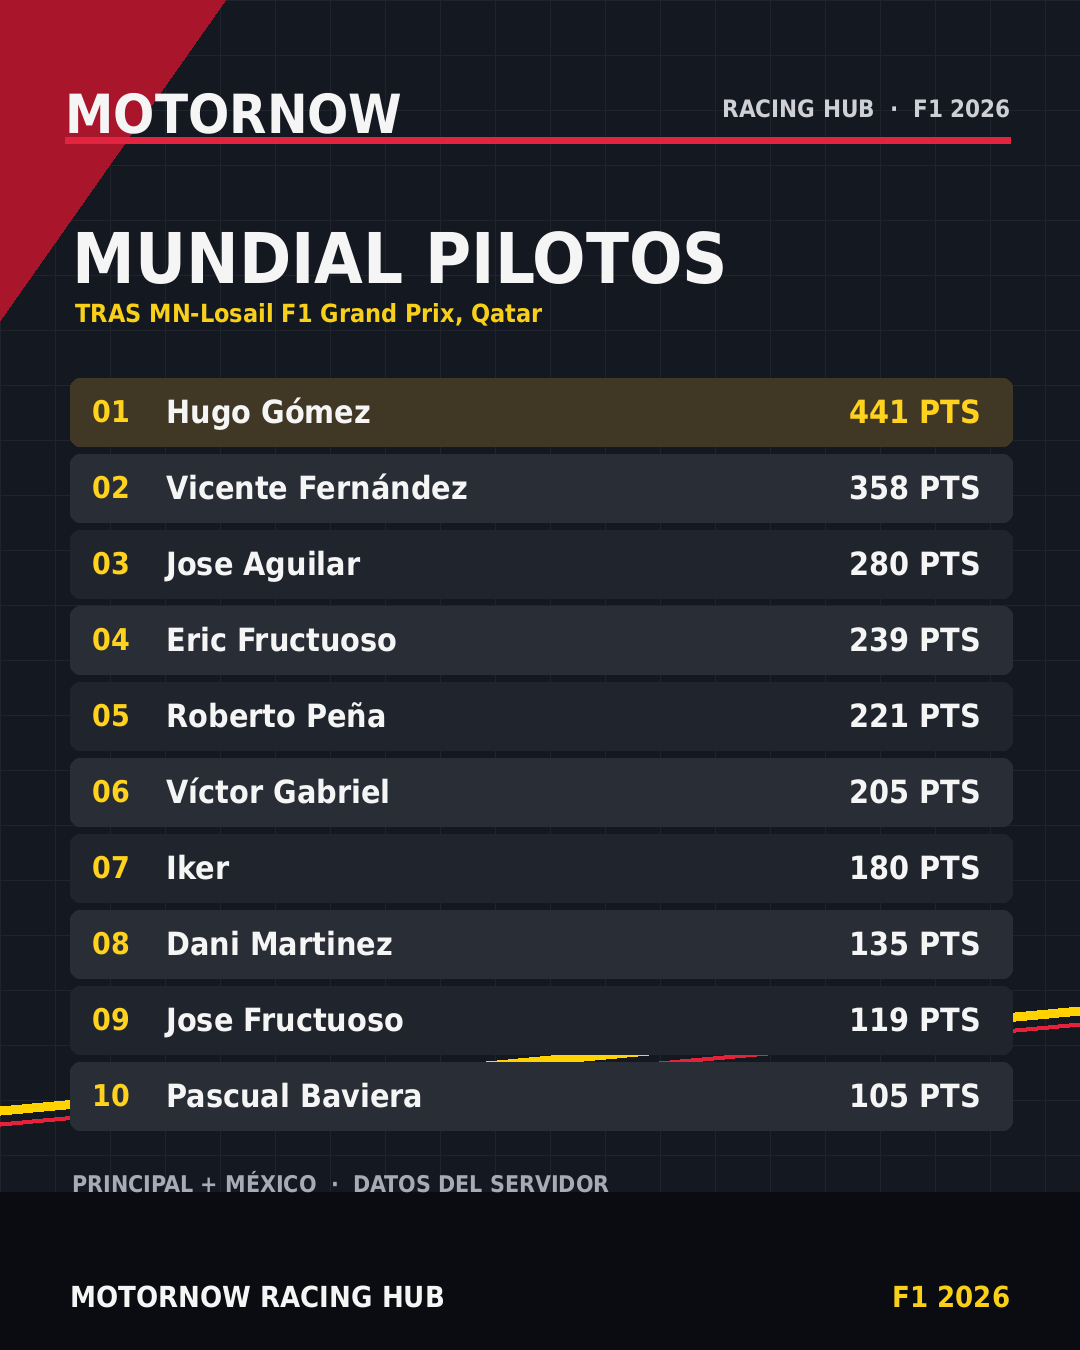 MOTORNOW
RACING HUB · F1 2026
MUNDIAL PILOTOS
TRAS MN-Losail F1 Grand Prix, Qatar
01 Hugo Gómez 441 PTS
02 Vicente Fernández 358 PTS
03 Jose Aguilar 280 PTS
04 Eric Fructuoso 239 PTS
05 Roberto Peña 221 PTS
06 Víctor Gabriel 205 PTS
07 Iker 180 PTS
08 Dani Martinez 135 PTS
09 Jose Fructuoso 119 PTS
10 Pascual Baviera 105 PTS
PRINCIPAL + MÉXICO · DATOS DEL SERVIDOR
MOTORNOW RACING HUB
F1 2026